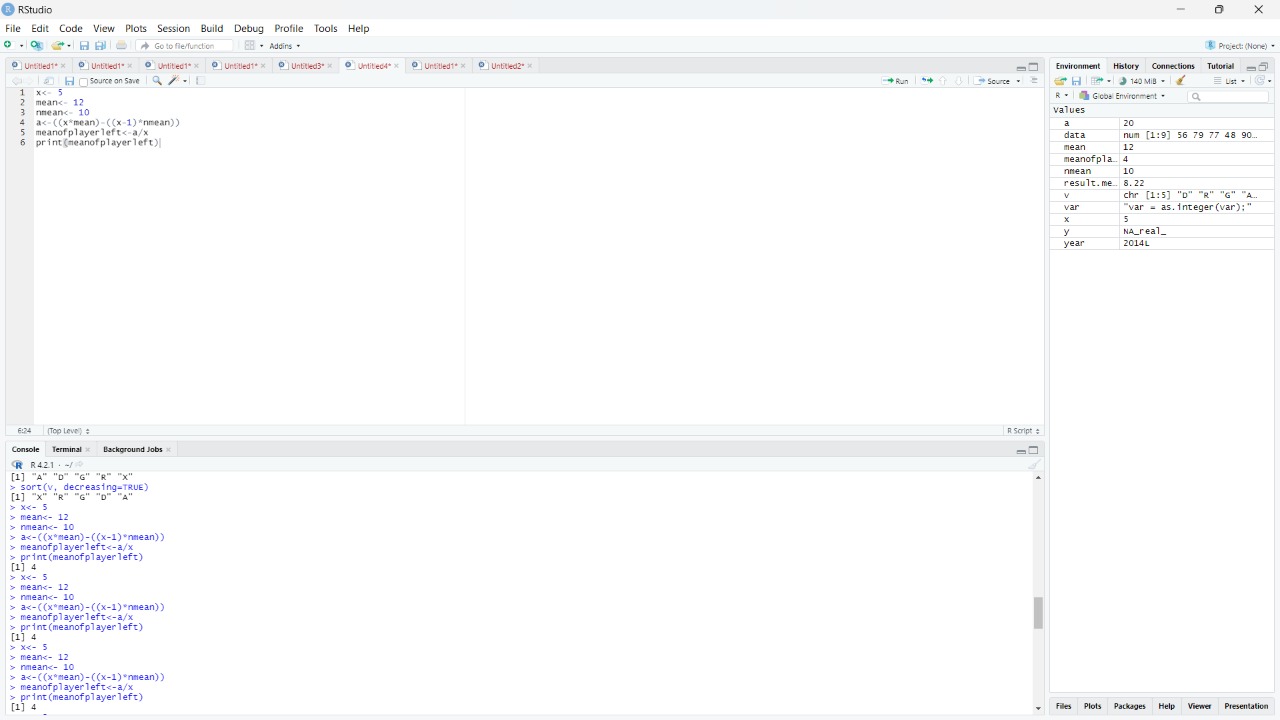 RStudio
File Edit Code View Plots Session Build Debug Profile Tools Help
Go to file/function Addins Project: (None)
Untitled1* Untitled1* Untitled1* Untitled1* Untitled3* Untitled4* Untitled1* Untitled2*
Source on Save Run Source
1 x<- 5
2 mean<- 12
3 nmean<- 10
4 a<-((x*mean)-((x-1)*nmean))
5 meanofplayerleft<-a/x
6 print(meanofplayerleft)
6:24 (Top Level) R Script
Console Terminal Background Jobs
R 4.2.1 · ~/
[1] "A" "D" "G" "R" "X"
> sort(v, decreasing=TRUE)
[1] "X" "R" "G" "D" "A"
> x<- 5
> mean<- 12
> nmean<- 10
> a<-((x*mean)-((x-1)*nmean))
> meanofplayerleft<-a/x
> print(meanofplayerleft)
[1] 4
> x<- 5
> mean<- 12
> nmean<- 10
> a<-((x*mean)-((x-1)*nmean))
> meanofplayerleft<-a/x
> print(meanofplayerleft)
[1] 4
> x<- 5
> mean<- 12
> nmean<- 10
> a<-((x*mean)-((x-1)*nmean))
> meanofplayerleft<-a/x
> print(meanofplayerleft)
[1] 4
Environment History Connections Tutorial
140 MiB List
R Global Environment
Values
a 20
data num [1:9] 56 79 77 48 90…
mean 12
meanofpla… 4
nmean 10
result.me… 8.22
v chr [1:5] "D" "R" "G" "A…
var "var = as.integer(var);"
x 5
y NA_real_
year 2014L
Files Plots Packages Help Viewer Presentation